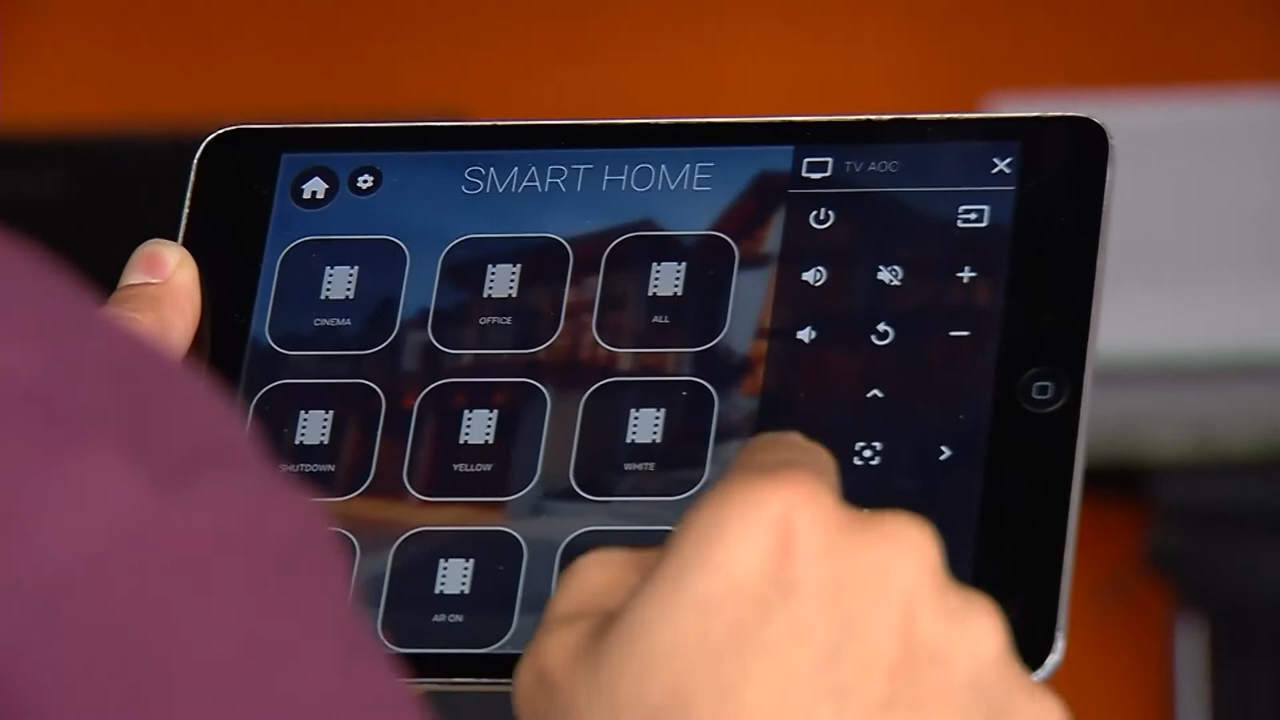 SMART HOME
TV AOC
CINEMA
OFFICE
ALL
SHUTDOWN
YELLOW
WHITE
AR ON